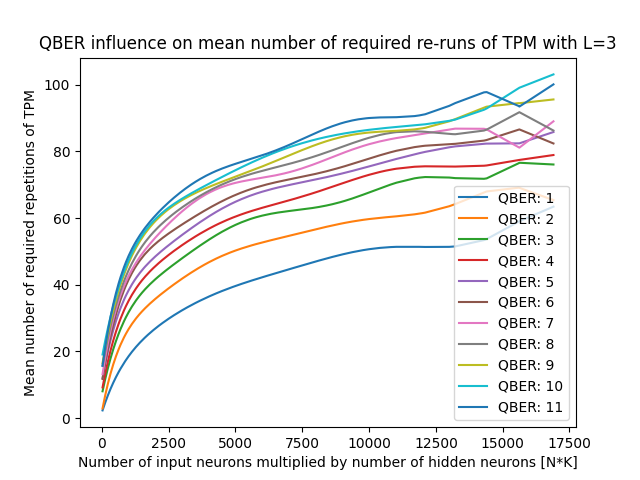 QBER influence on mean number of required re-runs of TPM with L=3
Mean number of required repetitions of TPM
100
80
60
40
20
0
QBER: 1
QBER: 2
QBER: 3
QBER: 4
QBER: 5
QBER: 6
QBER: 7
QBER: 8
QBER: 9
QBER: 10
QBER: 11
0
2500
5000
7500
10000
12500
15000
17500
Number of input neurons multiplied by number of hidden neurons [N*K]